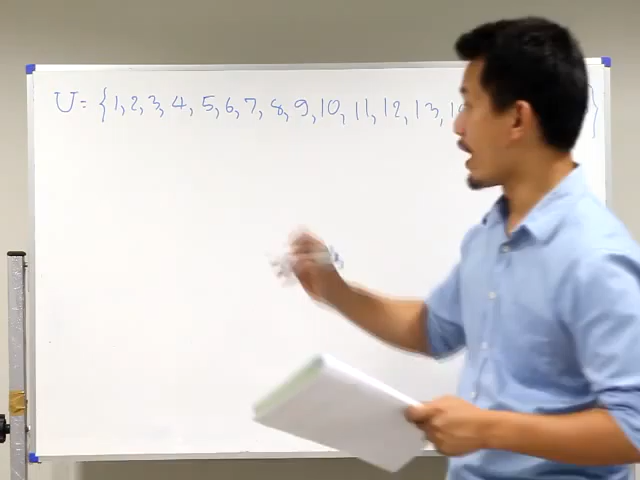 U = {1, 2, 3, 4, 5, 6, 7, 8, 9, 10, 11, 12, 13, }